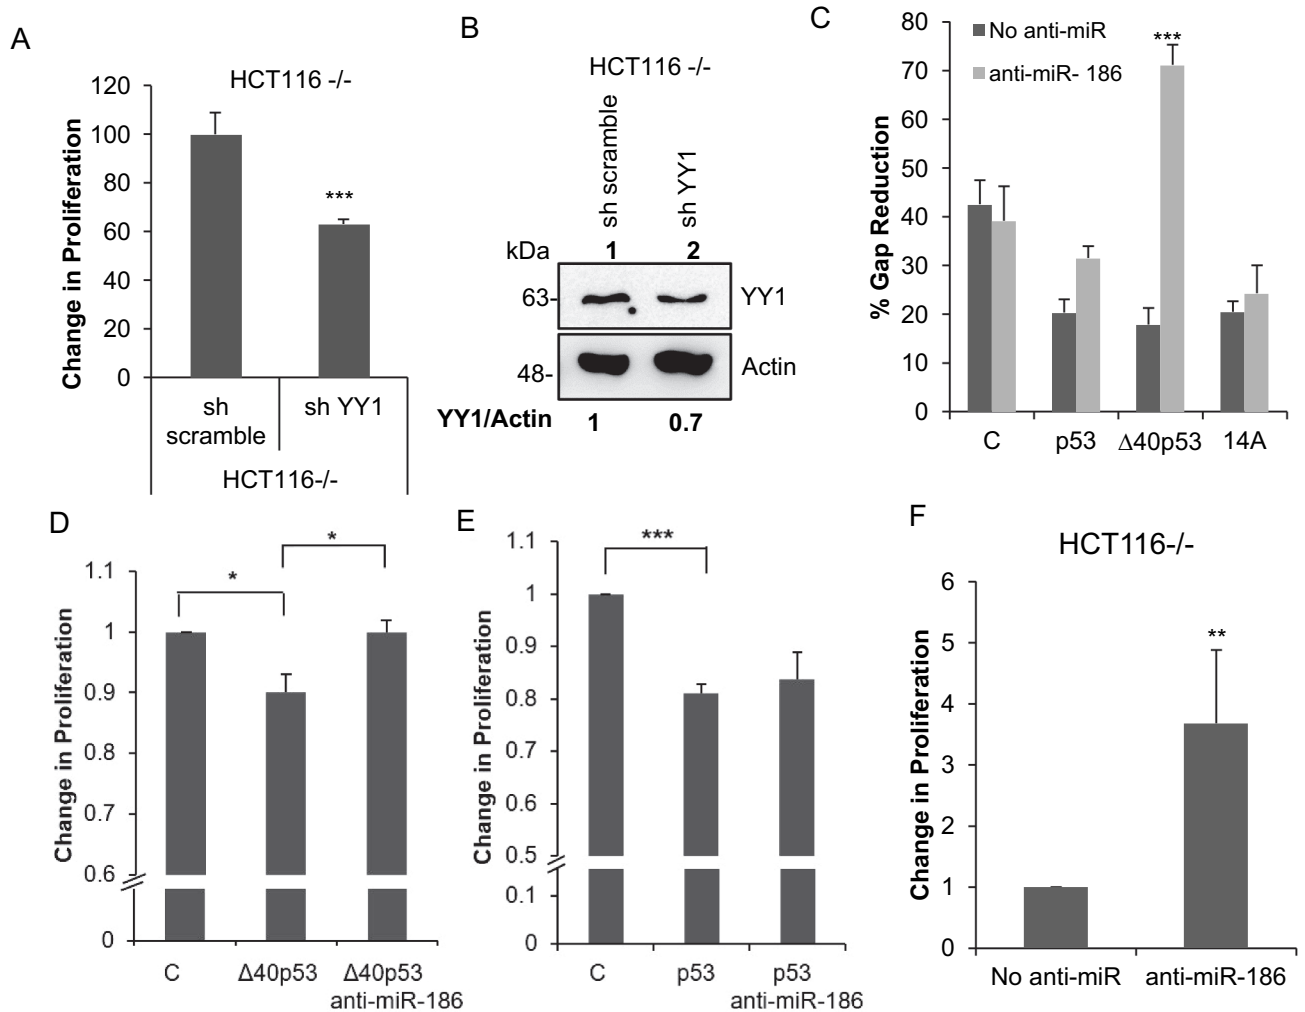 A
HCT116 -/-
Change in Proliferation
120
100
80
60
40
20
0
***
sh
scramble
sh YY1
HCT116-/-
B
HCT116 -/-
sh scramble
sh YY1
kDa 1 2
63-
YY1
48-
Actin
YY1/Actin 1 0.7
C
% Gap Reduction
80
70
60
50
40
30
20
10
0
No anti-miR
anti-miR- 186
***
C p53 Δ40p53 14A
D
Change in Proliferation
1.1
1
0.9
0.8
0.7
0.6
0
*
*
C Δ40p53 Δ40p53
anti-miR-186
E
Change in Proliferation
1.1
1
0.9
0.8
0.7
0.6
0.5
0.1
0
***
C p53 p53
anti-miR-186
F
HCT116-/-
Change in Proliferation
6
5
4
3
2
1
0
**
No anti-miR anti-miR-186